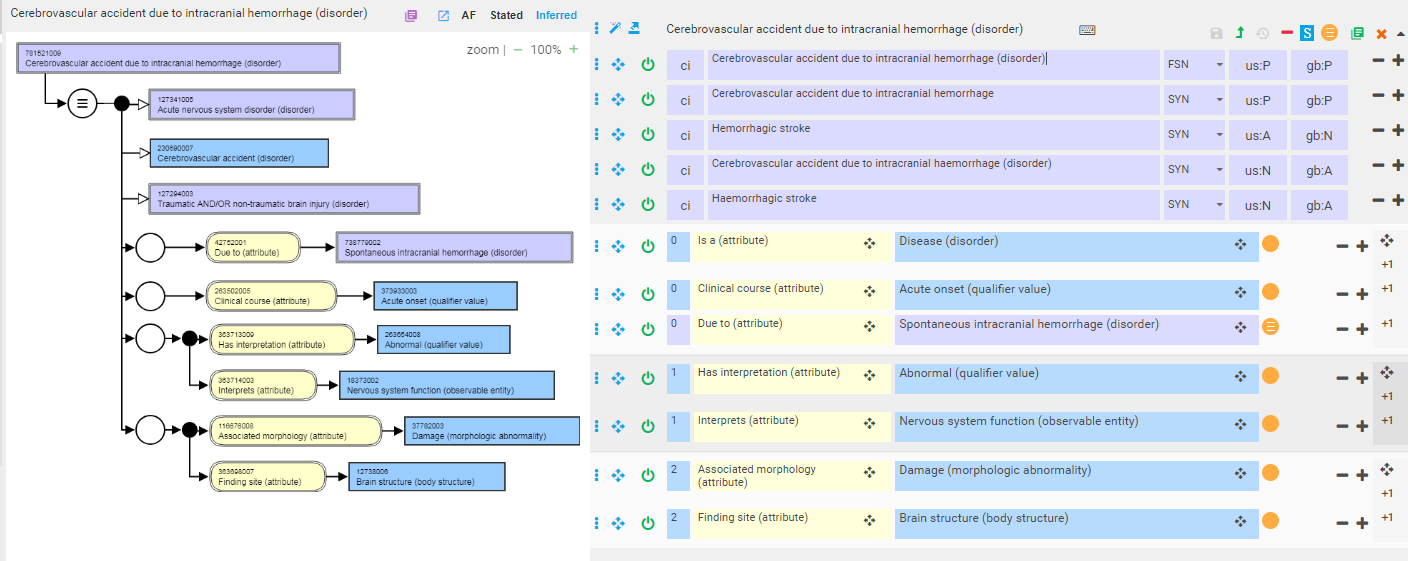 Cerebrovascular accident due to intracranial hemorrhage (disorder)
AF Stated Inferred
zoom | − 100% +
781521009
Cerebrovascular accident due to intracranial hemorrhage (disorder)
127341005
Acute nervous system disorder (disorder)
230690007
Cerebrovascular accident (disorder)
127294003
Traumatic AND/OR non-traumatic brain injury (disorder)
42752001
Due to (attribute)
738779002
Spontaneous intracranial hemorrhage (disorder)
263502005
Clinical course (attribute)
373933003
Acute onset (qualifier value)
363713009
Has interpretation (attribute)
263654008
Abnormal (qualifier value)
363714003
Interprets (attribute)
18373002
Nervous system function (observable entity)
116676008
Associated morphology (attribute)
37782003
Damage (morphologic abnormality)
363698007
Finding site (attribute)
12738006
Brain structure (body structure)
Cerebrovascular accident due to intracranial hemorrhage (disorder)
S
ci Cerebrovascular accident due to intracranial hemorrhage (disorder) FSN us:P gb:P
ci Cerebrovascular accident due to intracranial hemorrhage SYN us:P gb:P
ci Hemorrhagic stroke SYN us:A gb:N
ci Cerebrovascular accident due to intracranial haemorrhage (disorder) SYN us:N gb:A
ci Haemorrhagic stroke SYN us:N gb:A
0 Is a (attribute) Disease (disorder)
+1
0 Clinical course (attribute) Acute onset (qualifier value) +1
0 Due to (attribute) Spontaneous intracranial hemorrhage (disorder) +1
1 Has interpretation (attribute) Abnormal (qualifier value)
+1
1 Interprets (attribute) Nervous system function (observable entity) +1
2 Associated morphology
(attribute) Damage (morphologic abnormality)
+1
2 Finding site (attribute) Brain structure (body structure) +1